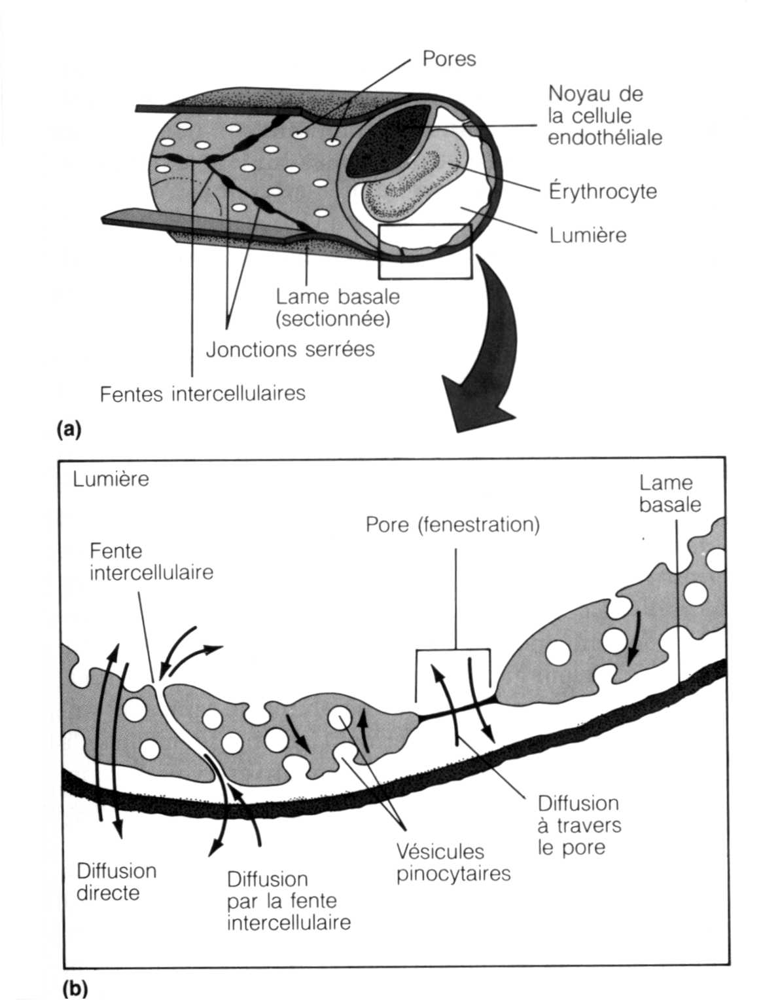 Pores
Noyau de
la cellule
endothéliale
Érythrocyte
Lumière
Lame basale
(sectionnée)
Jonctions serrées
Fentes intercellulaires
(a)
Lumière
Lame
basale
Pore (fenestration)
Fente
intercellulaire
Diffusion
à travers
le pore
Vésicules
pinocytaires
Diffusion
directe
Diffusion
par la fente
intercellulaire
(b)